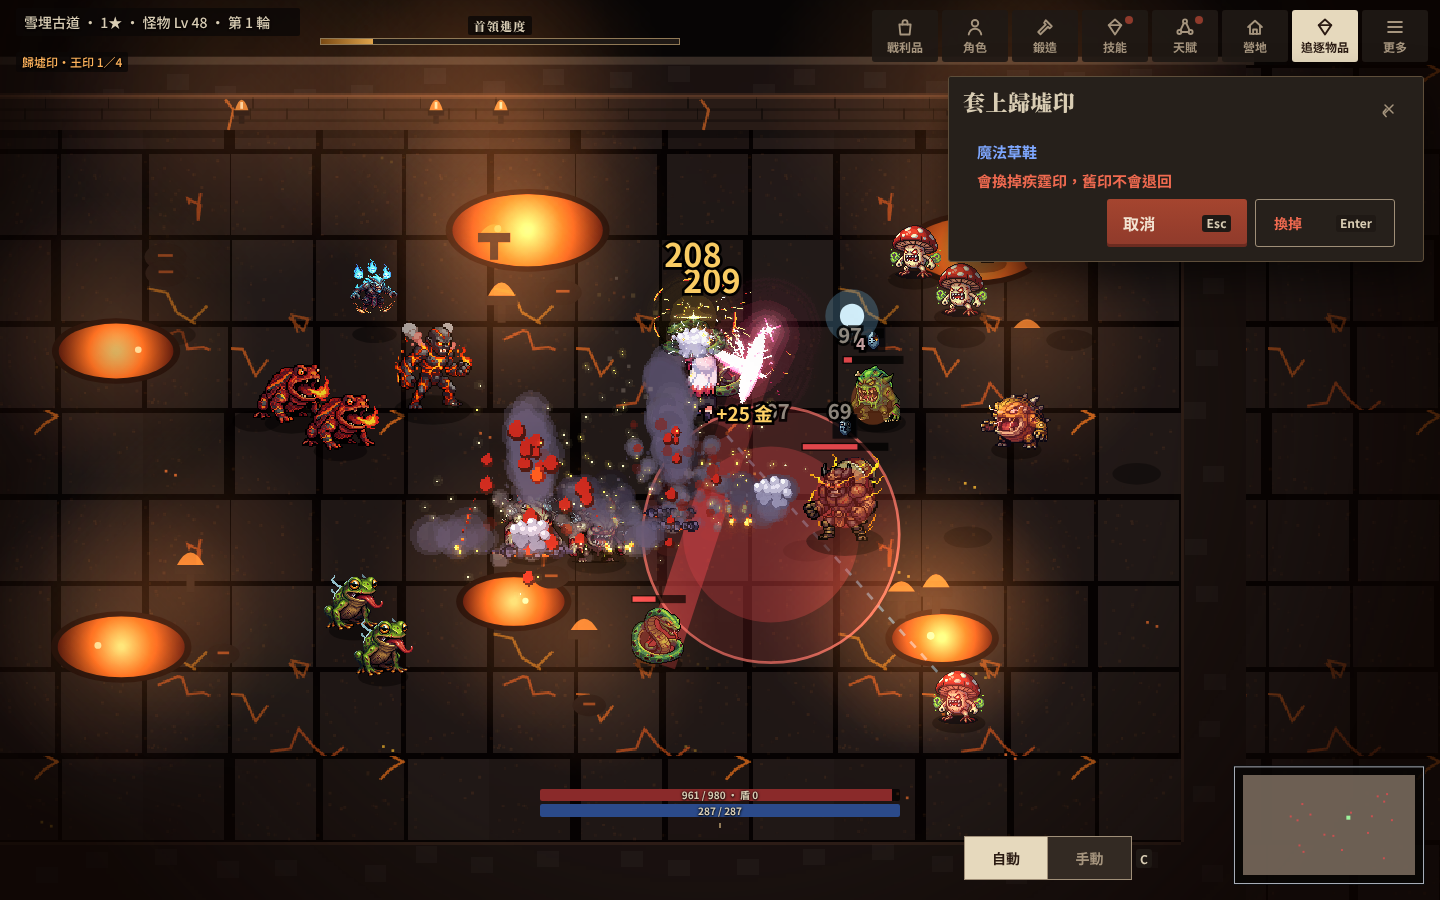 雪埋古道 · 1★ · 怪物 Lv 48 · 第 1 輪
歸墟印·王印 1/4
首領進度
戰利品
角色
鍛造
技能
天賦
營地
追逐物品
更多
套上歸墟印
魔法草鞋
會換掉疾霆印,舊印不會退回
取消 Esc
換掉 Enter
208
209
97
4
+25 金
69
961 / 980 · 盾 0
287 / 287
自動
手動
C